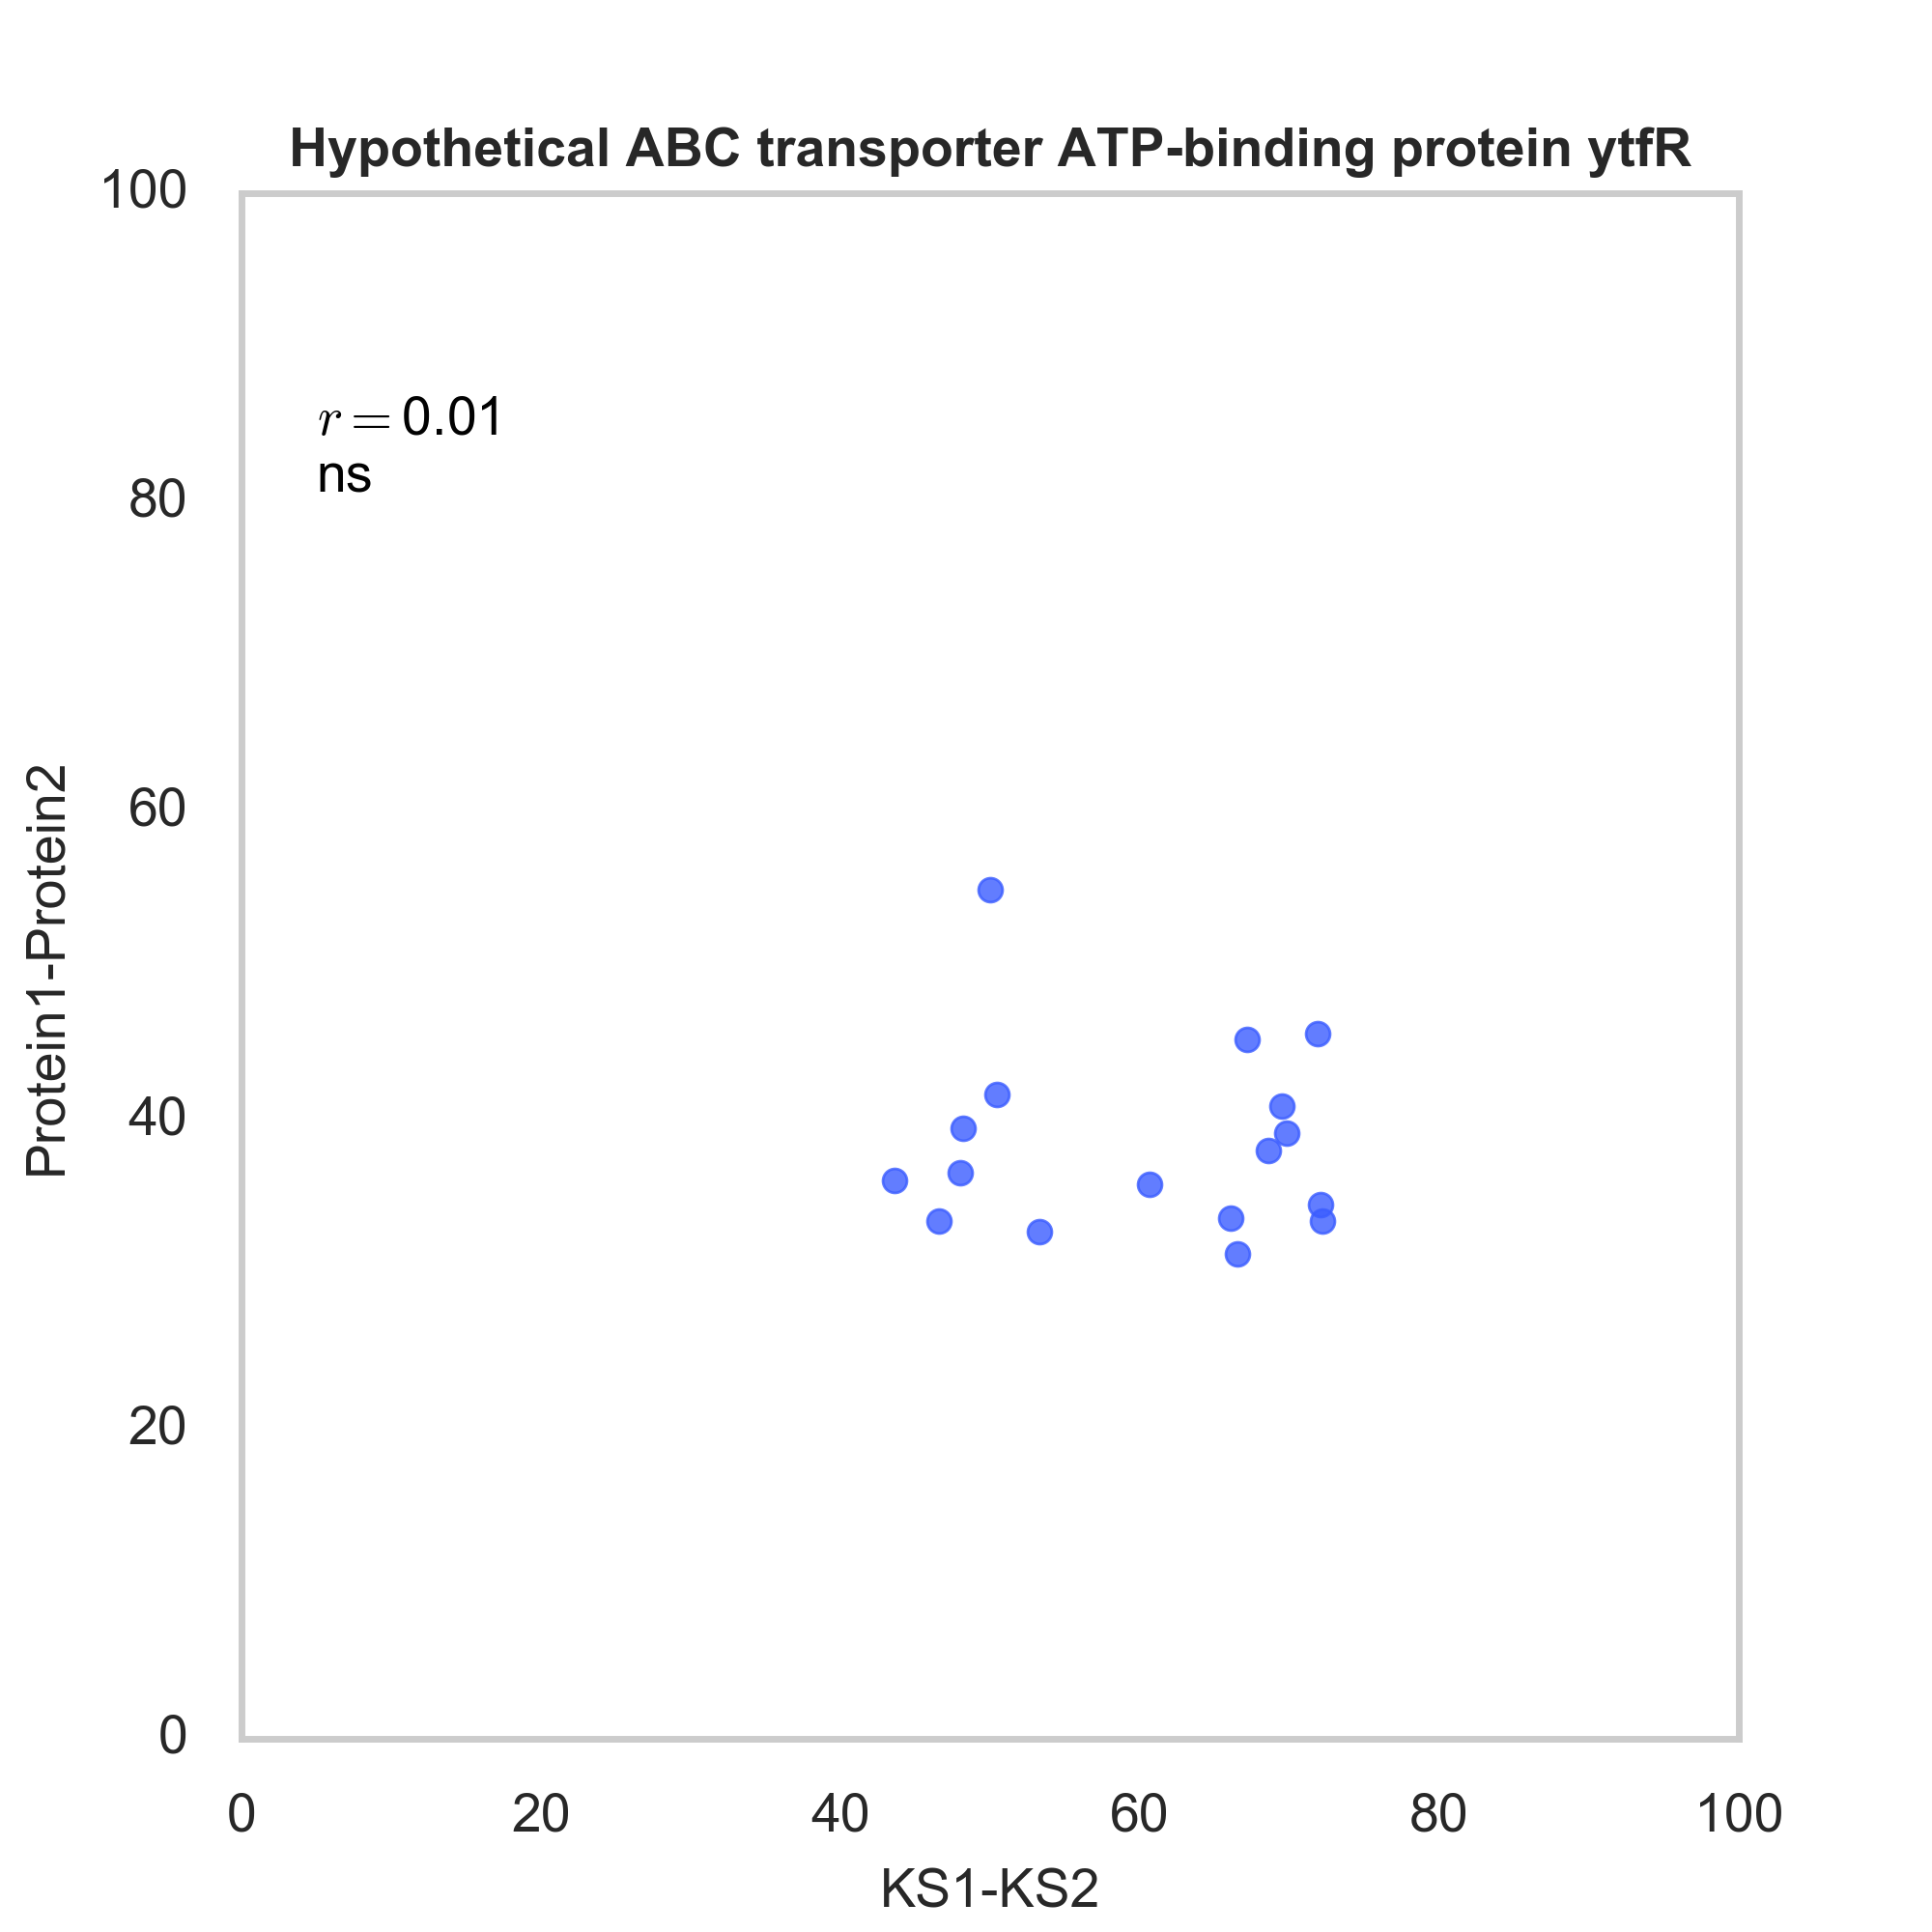 Hypothetical ABC transporter ATP-binding protein ytfR
100
80
60
40
20
0
r = 0.01
ns
Protein1-Protein2
0 20 40 60 80 100
KS1-KS2